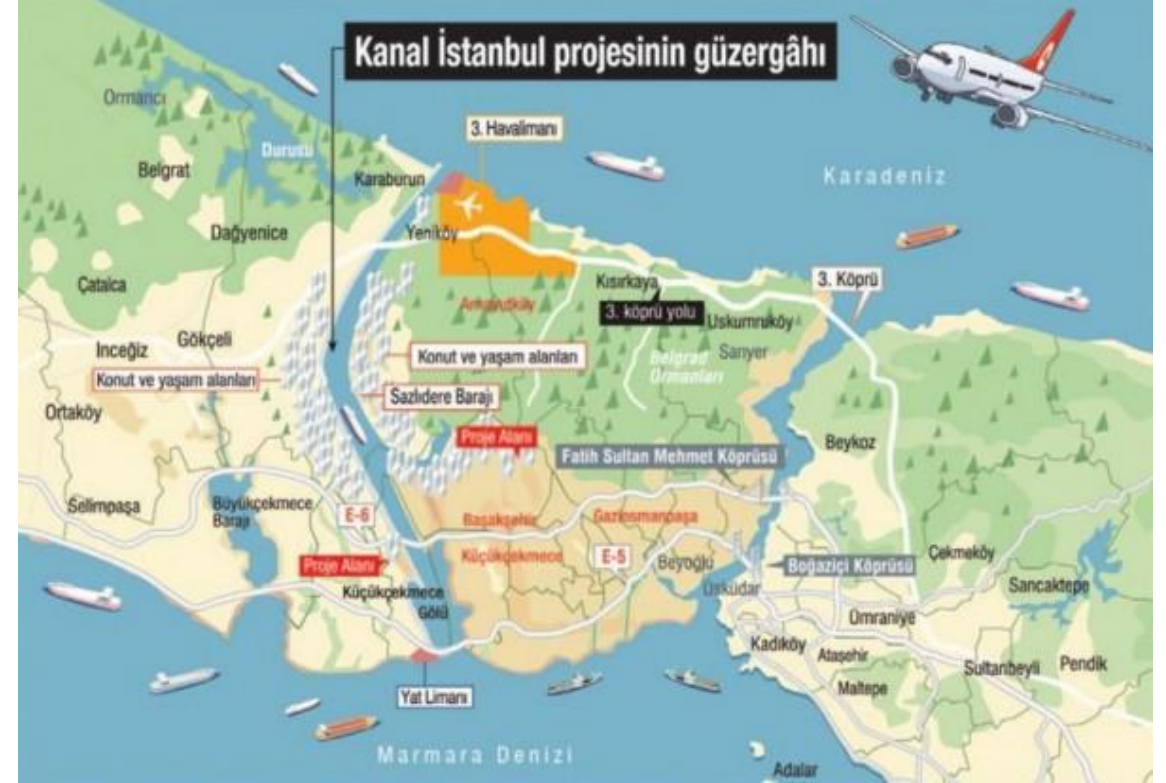 Kanal İstanbul projesinin güzergâhı
Ormancı
3. Havalimanı
Durusu
Belgrat
Karaburun
Karadeniz
Dağyenice
Yeniköy
Çatalca
Kısırkaya
3. Köprü
Arnavutköy
3. köprü yolu
Uskumruköy
Gökçeli
İnceğiz
Konut ve yaşam alanları
Belgrad
Ormanları
Sarıyer
Konut ve yaşam alanları
Sazlıdere Barajı
Ortaköy
Proje Alanı
Beykoz
Fatih Sultan Mehmet Köprüsü
Selimpaşa
Büyükçekmece
Barajı
E-6
Başakşehir
Gaziosmanpaşa
Küçükçekmece
E-5
Beyoğlu
Çekmeköy
Proje Alanı
Boğaziçi Köprüsü
Küçükçekmece
Gölü
Üsküdar
Sancaktepe
Ümraniye
Kadıköy
Ataşehir
Sultanbeyli
Pendik
Maltepe
Yat Limanı
Marmara Denizi
Adalar